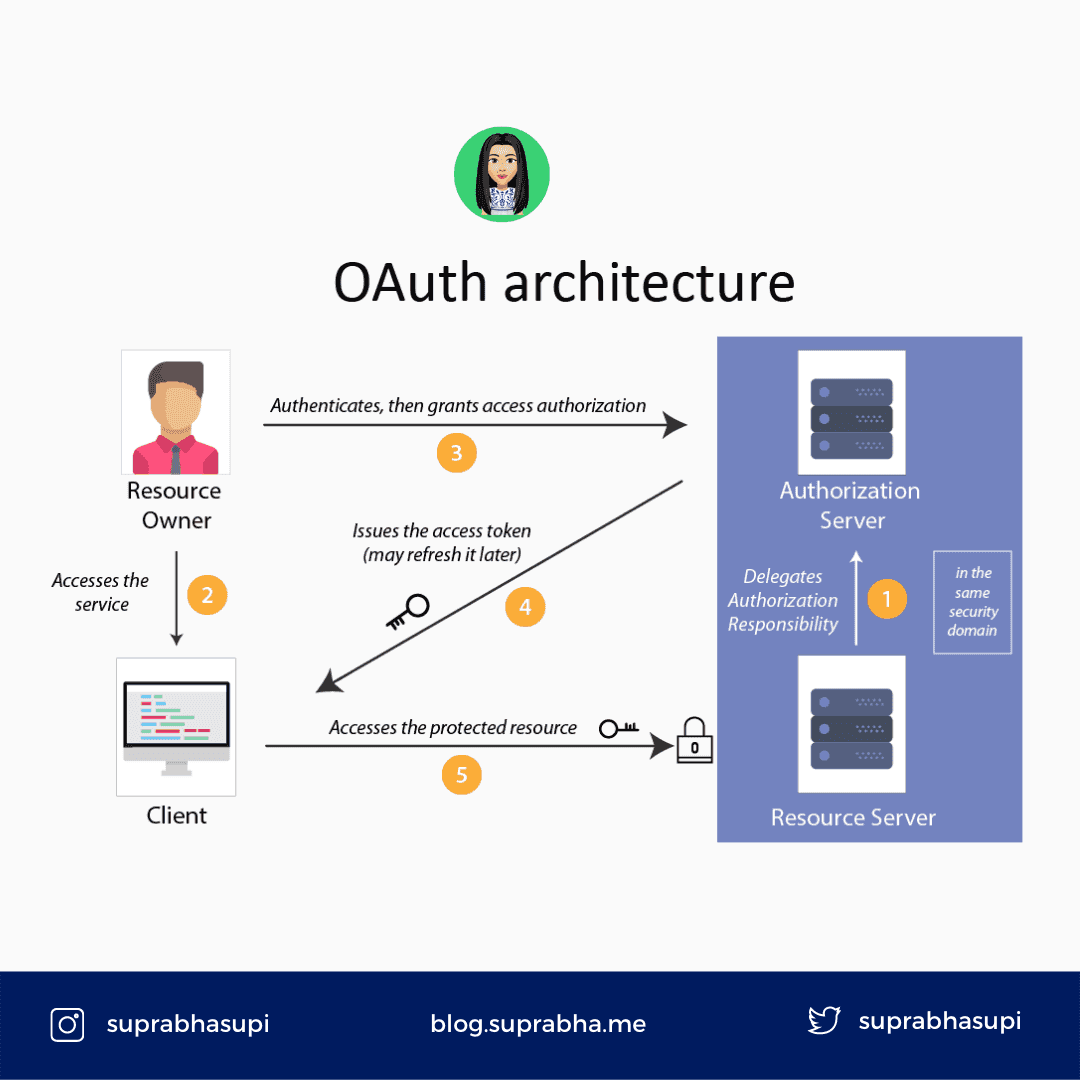 OAuth architecture
Authenticates, then grants access authorization
3
Resource
Owner
Authorization
Server
Issues the access token
(may refresh it later)
4
Accesses the
service
2
Delegates
Authorization
Responsibility
1
in the
same
security
domain
Accesses the protected resource
5
Client
Resource Server
suprabhasupi
blog.suprabha.me
suprabhasupi